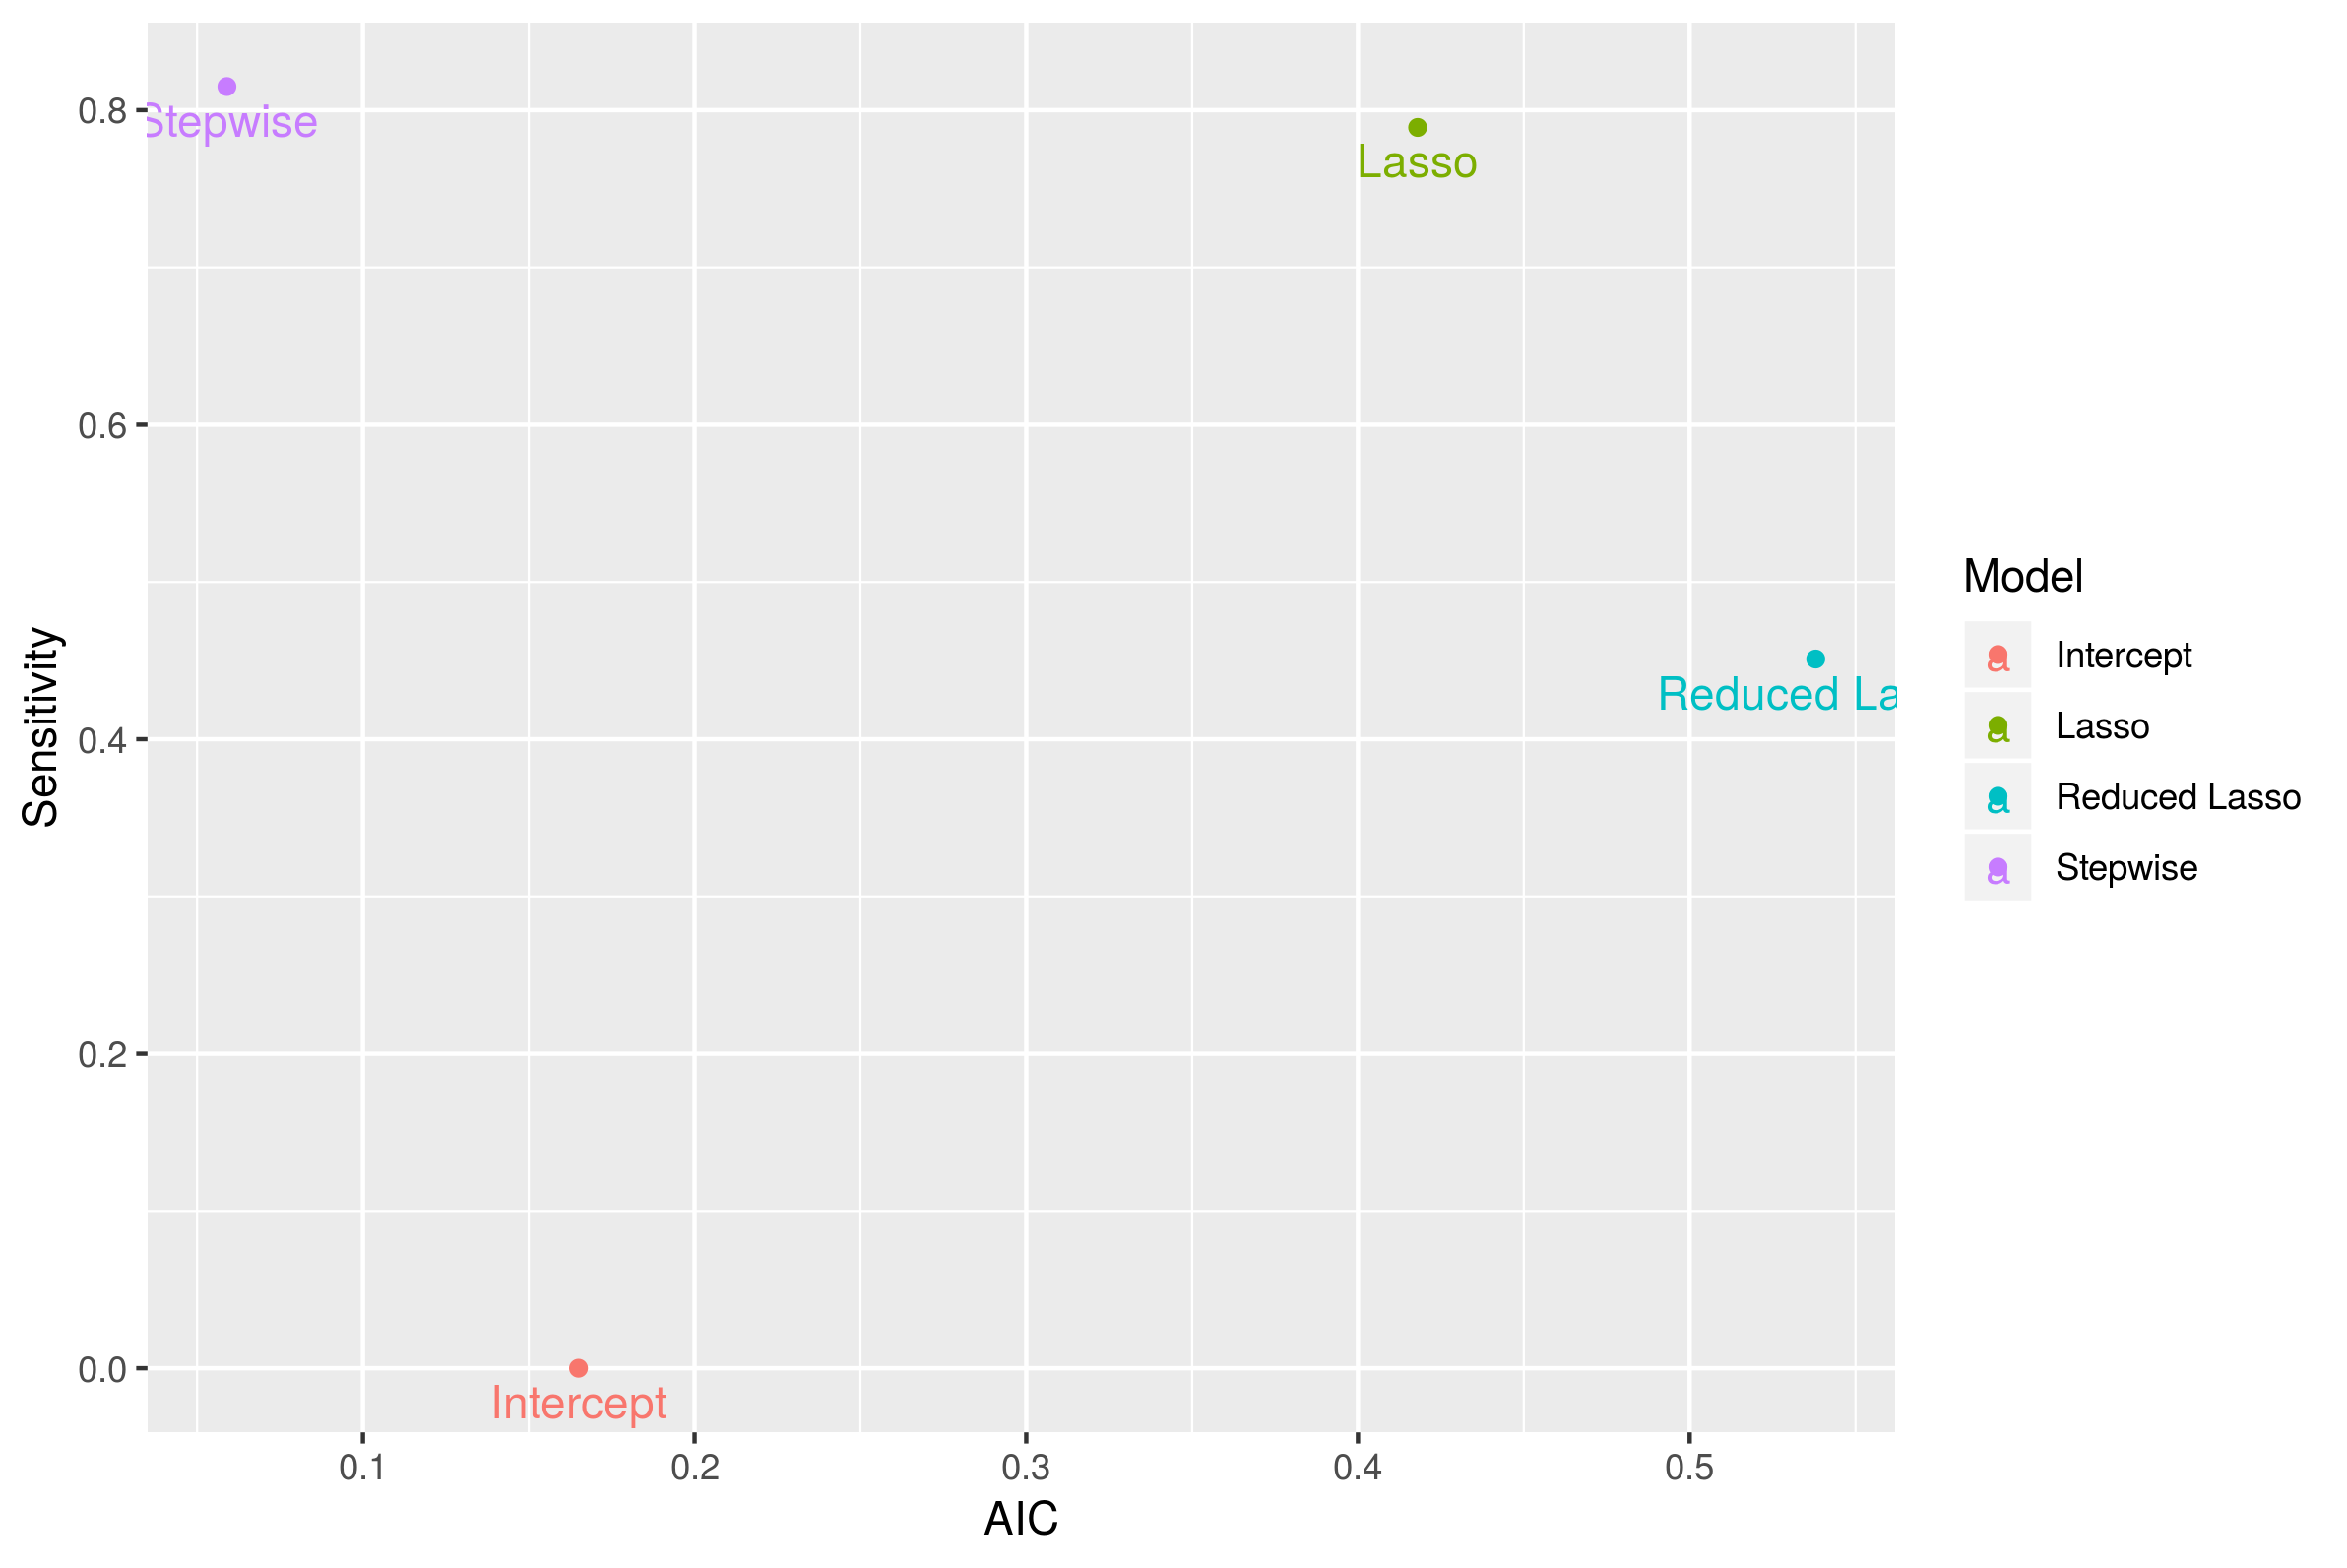 0.8
Stepwise
Lasso
0.6
Model
Intercept
Lasso
Reduced Lasso
Stepwise
Reduced La
Sensitivity
0.4
0.2
0.0
Intercept
0.1
0.2
0.3
0.4
0.5
AIC
a
a
a
a